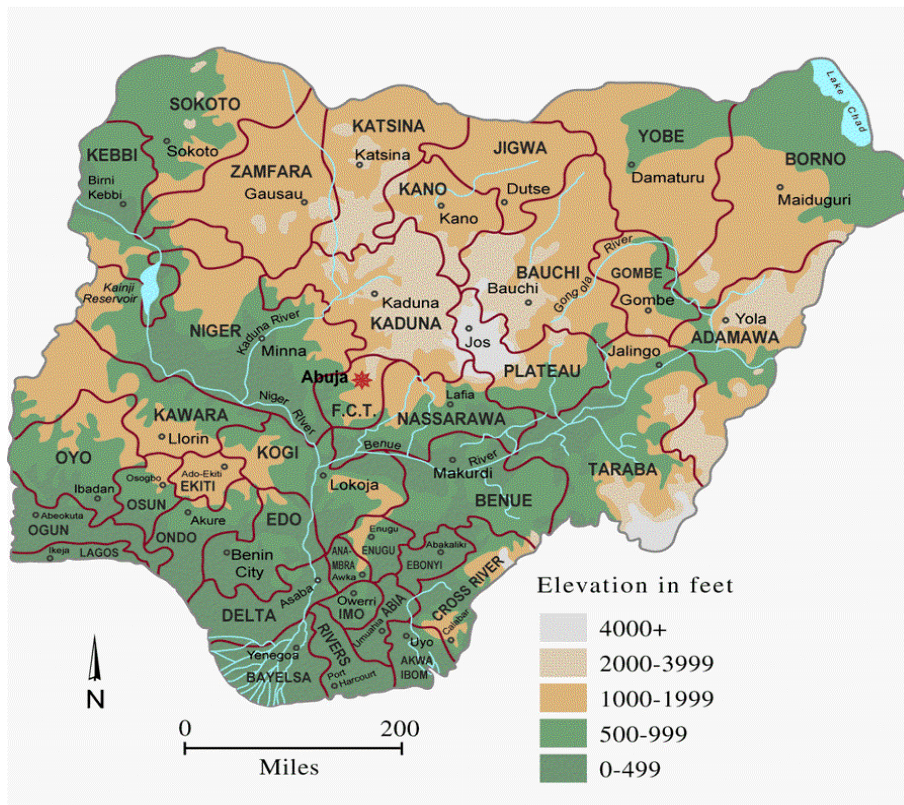 SOKOTO
Sokoto
KEBBI
Birni
Kebbi
ZAMFARA
Gausau
KATSINA
Katsina
KANO
Kano
JIGWA
Dutse
YOBE
Damaturu
BORNO
Maiduguri
Lake Chad
Kainji
Reservoir
NIGER
Kaduna River
Minna
Kaduna
KADUNA
BAUCHI
Bauchi
Gongola River
GOMBE
Gombe
Jos
Yola
ADAMAWA
Jalingo
PLATEAU
Abuja
F.C.T.
Lafia
NASSARAWA
Niger River
Benue River
KAWARA
Llorin
KOGI
Lokoja
Makurdi
BENUE
TARABA
OYO
Ibadan
Osogbo
OSUN
Ado-Ekiti
EKITI
Abeokuta
OGUN
Ikeja
LAGOS
Akure
ONDO
EDO
Benin
City
ANA-
MBRA
Awka
Enugu
ENUGU
Abakaliki
EBONYI
CROSS RIVER
Calabar
Asaba
DELTA
Owerri
IMO
Umuahia
ABIA
RIVERS
Port
Harcourt
Uyo
AKWA
IBOM
Yenegoa
BAYELSA
N
0 200
Miles
Elevation in feet
4000+
2000-3999
1000-1999
500-999
0-499